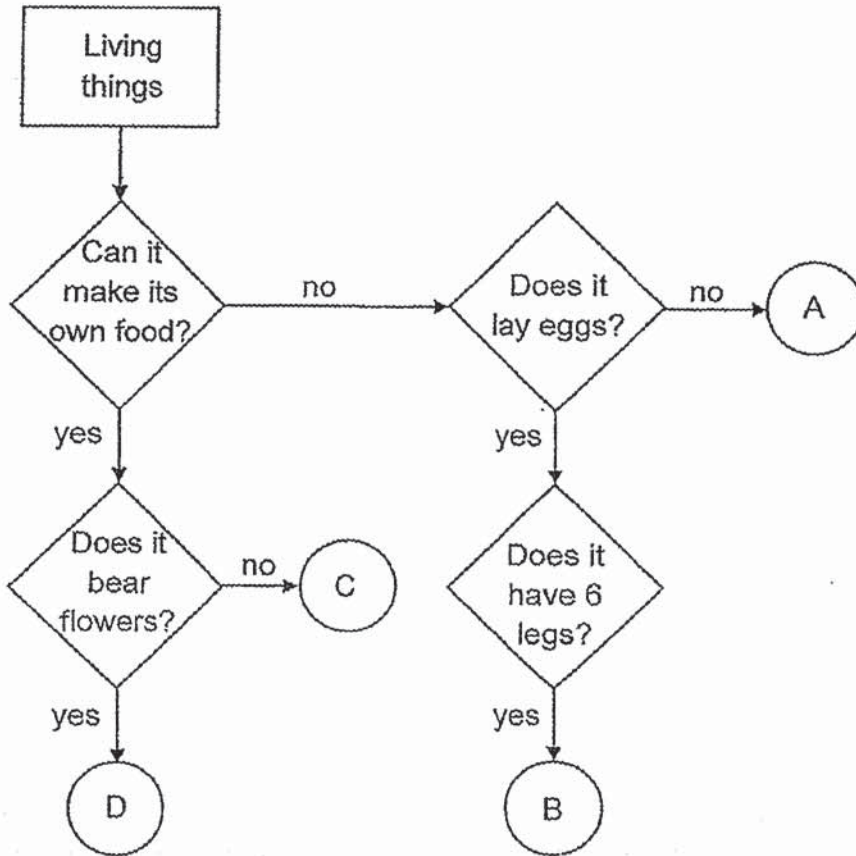 Living
things
Can it
make its
own food?
no
Does it
lay eggs?
no
A
yes
yes
Does it
bear
flowers?
no
C
Does it
have 6
legs?
yes
yes
D
B